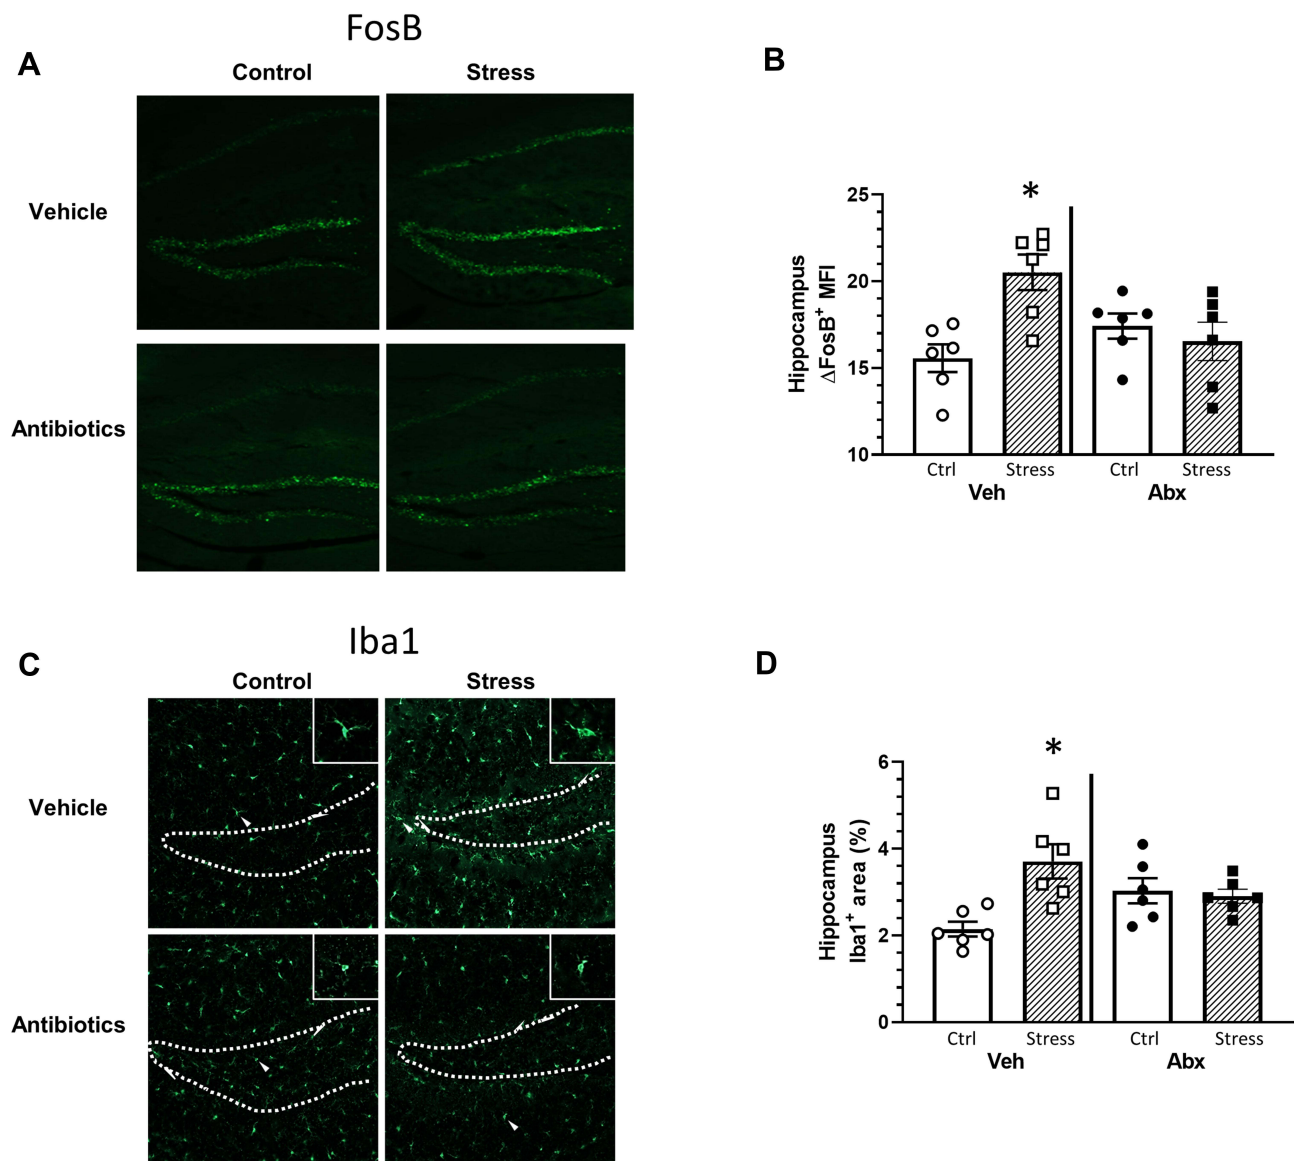 FosB
A
Control
Stress
Vehicle
Antibiotics
B
Hippocampus
ΔFosB⁺ MFI
25
20
15
10
*
Ctrl
Stress
Ctrl
Stress
Veh
Abx
Iba1
C
Control
Stress
Vehicle
Antibiotics
D
Hippocampus
Iba1⁺ area (%)
6
4
2
0
*
Ctrl
Stress
Ctrl
Stress
Veh
Abx